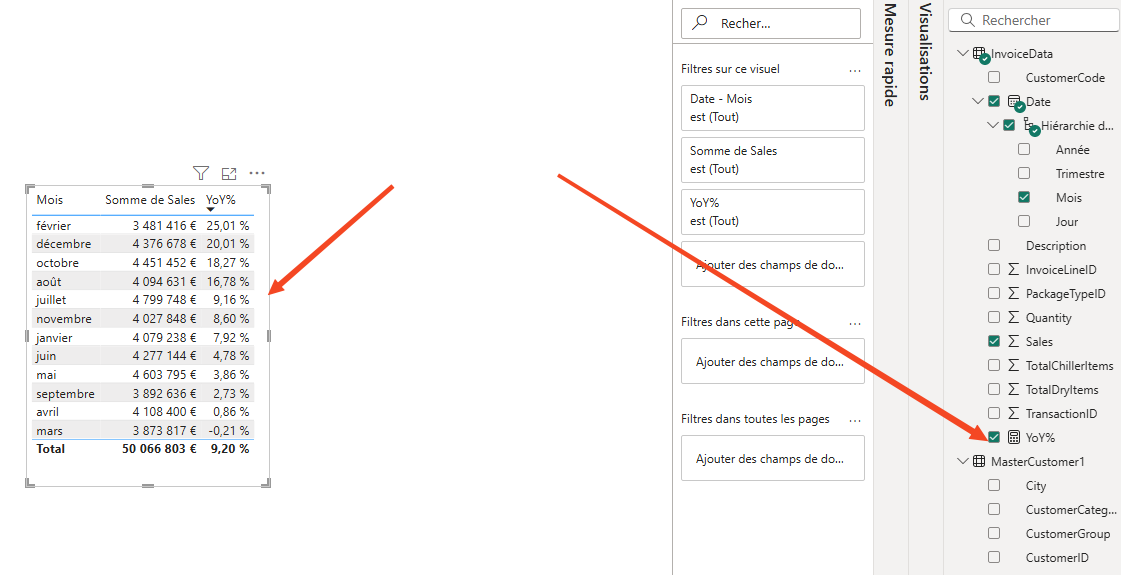 Mois Somme de Sales YoY%
février 3 481 416 € 25,01 %
décembre 4 376 678 € 20,01 %
octobre 4 451 452 € 18,27 %
août 4 094 631 € 16,78 %
juillet 4 799 748 € 9,16 %
novembre 4 027 848 € 8,60 %
janvier 4 079 238 € 7,92 %
juin 4 277 144 € 4,78 %
mai 4 603 795 € 3,86 %
septembre 3 892 636 € 2,73 %
avril 4 108 400 € 0,86 %
mars 3 873 817 € -0,21 %
Total 50 066 803 € 9,20 %
Recher...
Filtres sur ce visuel
Date - Mois
est (Tout)
Somme de Sales
est (Tout)
YoY%
est (Tout)
Ajouter des champs de do...
Filtres dans cette page
Ajouter des champs de do...
Filtres dans toutes les pages
Ajouter des champs de do...
Mesure rapide
Visualisations
Rechercher
InvoiceData
CustomerCode
Date
Hiérarchie d...
Année
Trimestre
Mois
Jour
Description
InvoiceLineID
PackageTypeID
Quantity
Sales
TotalChillerItems
TotalDryItems
TransactionID
YoY%
MasterCustomer1
City
CustomerCateg...
CustomerGroup
CustomerID